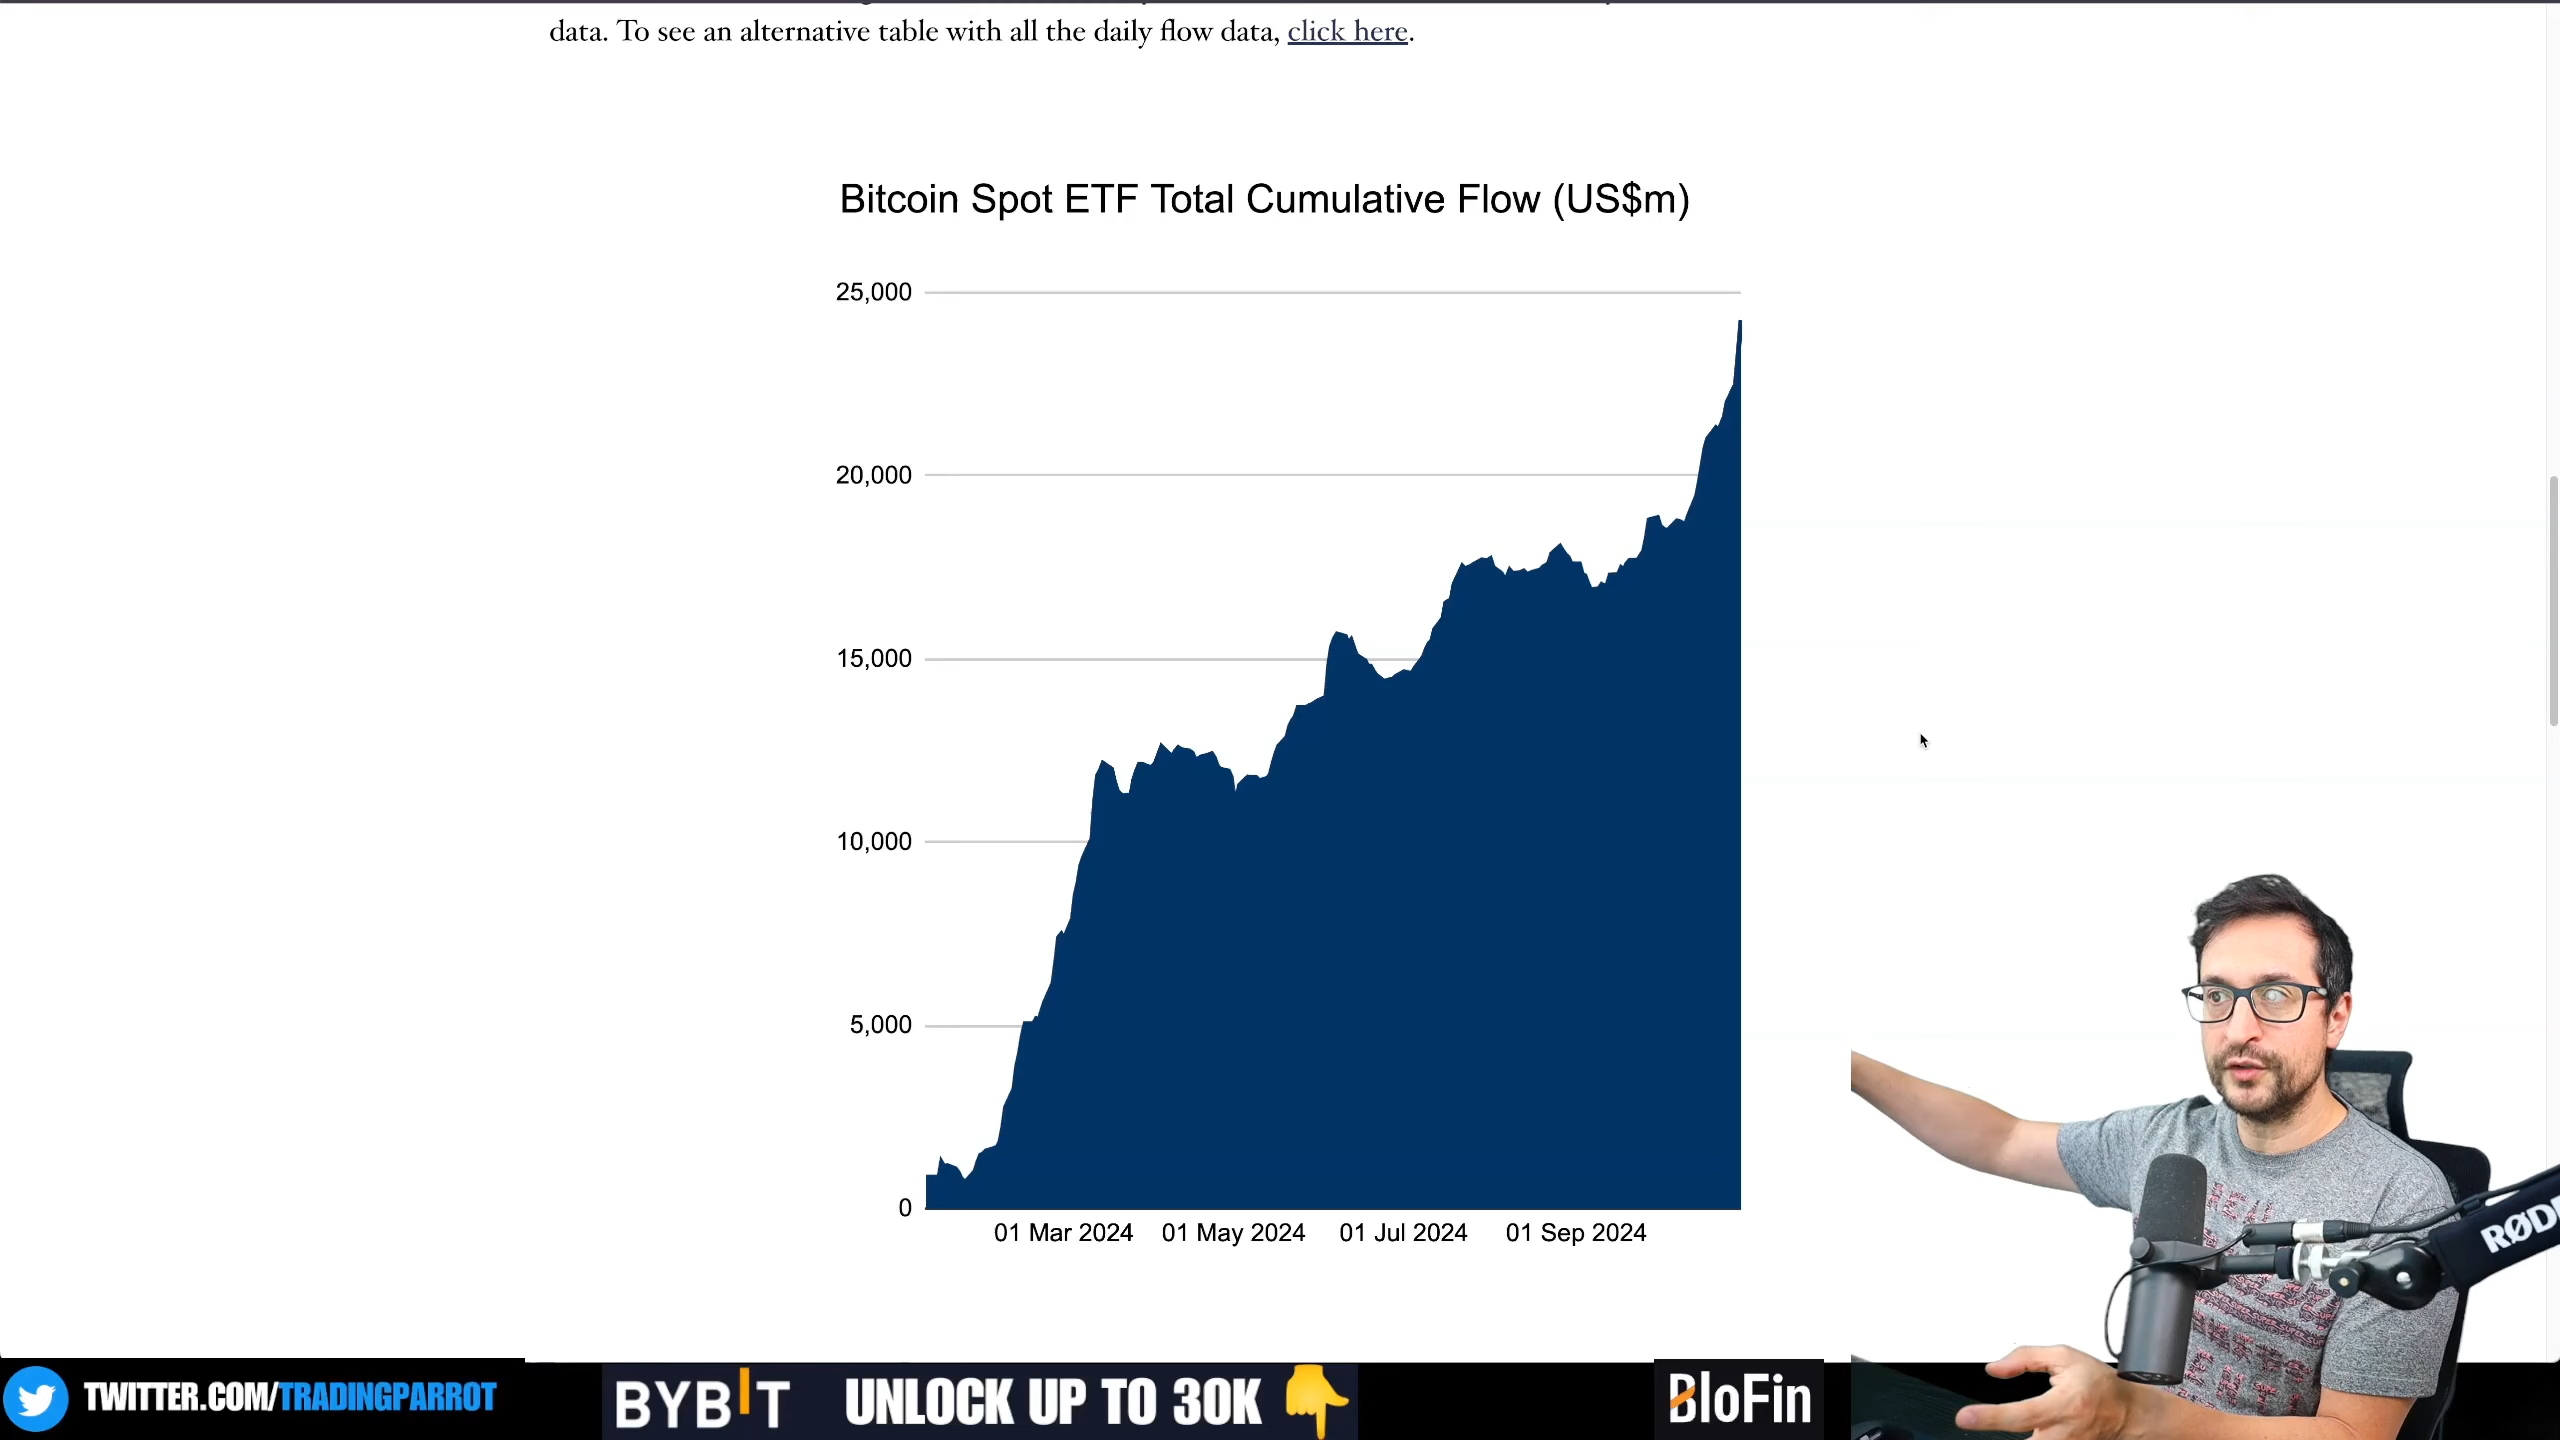 data. To see an alternative table with all the daily flow data, click here.
Bitcoin Spot ETF Total Cumulative Flow (US$m)
25,000
20,000
15,000
10,000
5,000
0
01 Mar 2024 01 May 2024 01 Jul 2024 01 Sep 2024
RØDE
TWITTER.COM/TRADINGPARROT
BYBIT UNLOCK UP TO 30K
BloFin